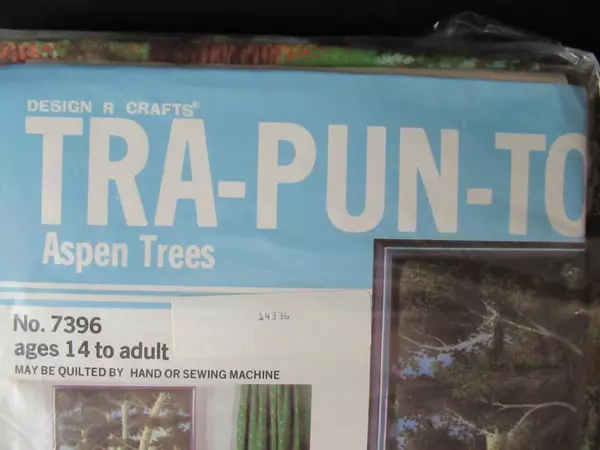 DESIGN R CRAFTS®
TRA-PUN-TO
Aspen Trees
14336
No. 7396
ages 14 to adult
MAY BE QUILTED BY HAND OR SEWING MACHINE